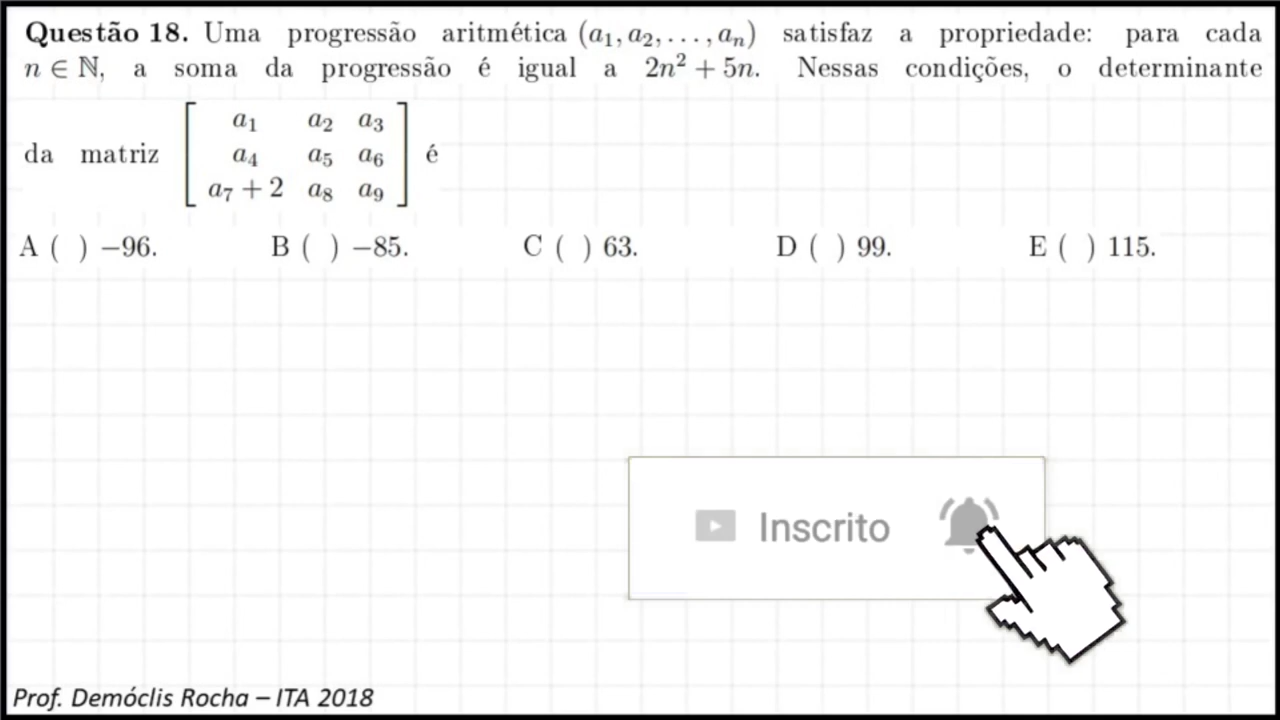 Questão 18. Uma progressão aritmética (a₁, a₂, . . . , aₙ) satisfaz a propriedade: para cada
n ∈ ℕ, a soma da progressão é igual a 2n² + 5n. Nessas condições, o determinante
a₁ a₂ a₃
da matriz a₄ a₅ a₆ é
a₇ + 2 a₈ a₉
A ( ) −96. B ( ) −85. C ( ) 63. D ( ) 99. E ( ) 115.
Inscrito
Prof. Demóclis Rocha – ITA 2018